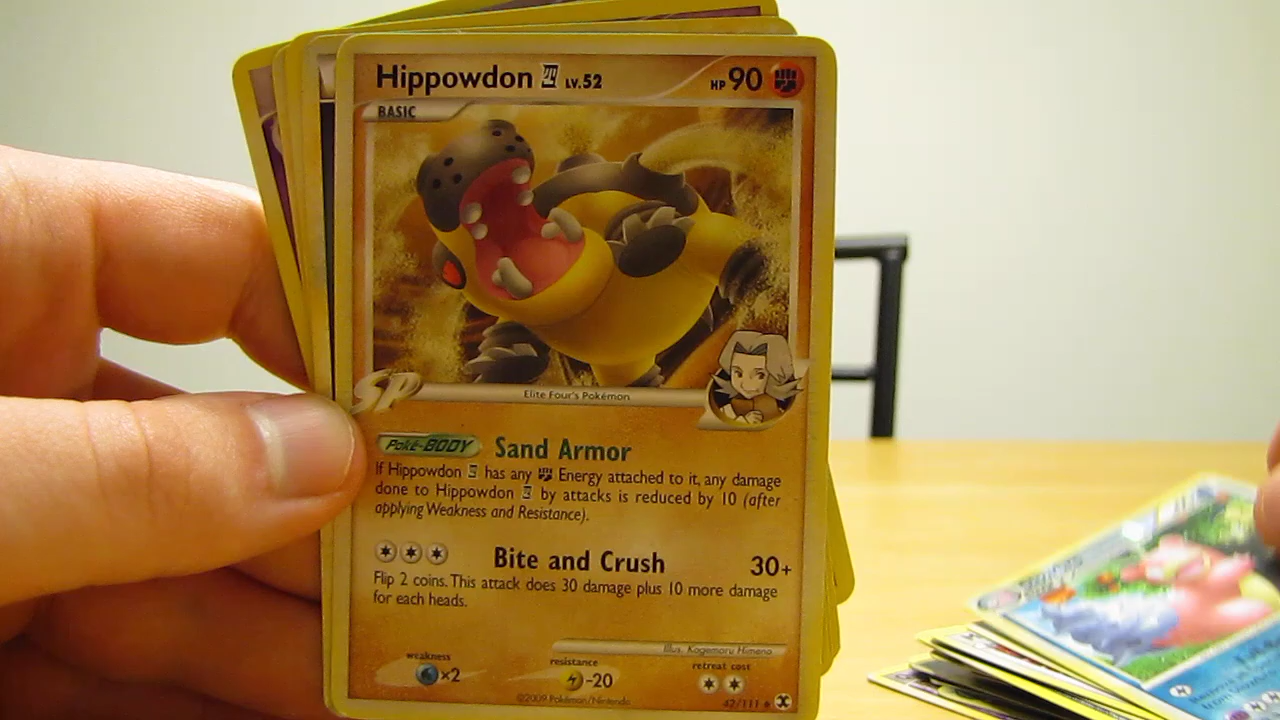 Hippowdon LV.52 HP 90
BASIC
SP
Elite Four's Pokémon
Poké-BODY Sand Armor
If Hippowdon has any Energy attached to it, any damage
done to Hippowdon by attacks is reduced by 10 (after
applying Weakness and Resistance).
Bite and Crush 30+
Flip 2 coins. This attack does 30 damage plus 10 more damage
for each heads.
Illus. Kagemaru Himeno
weakness resistance retreat cost
×2 -20
©2009 Pokémon/Nintendo 42/111